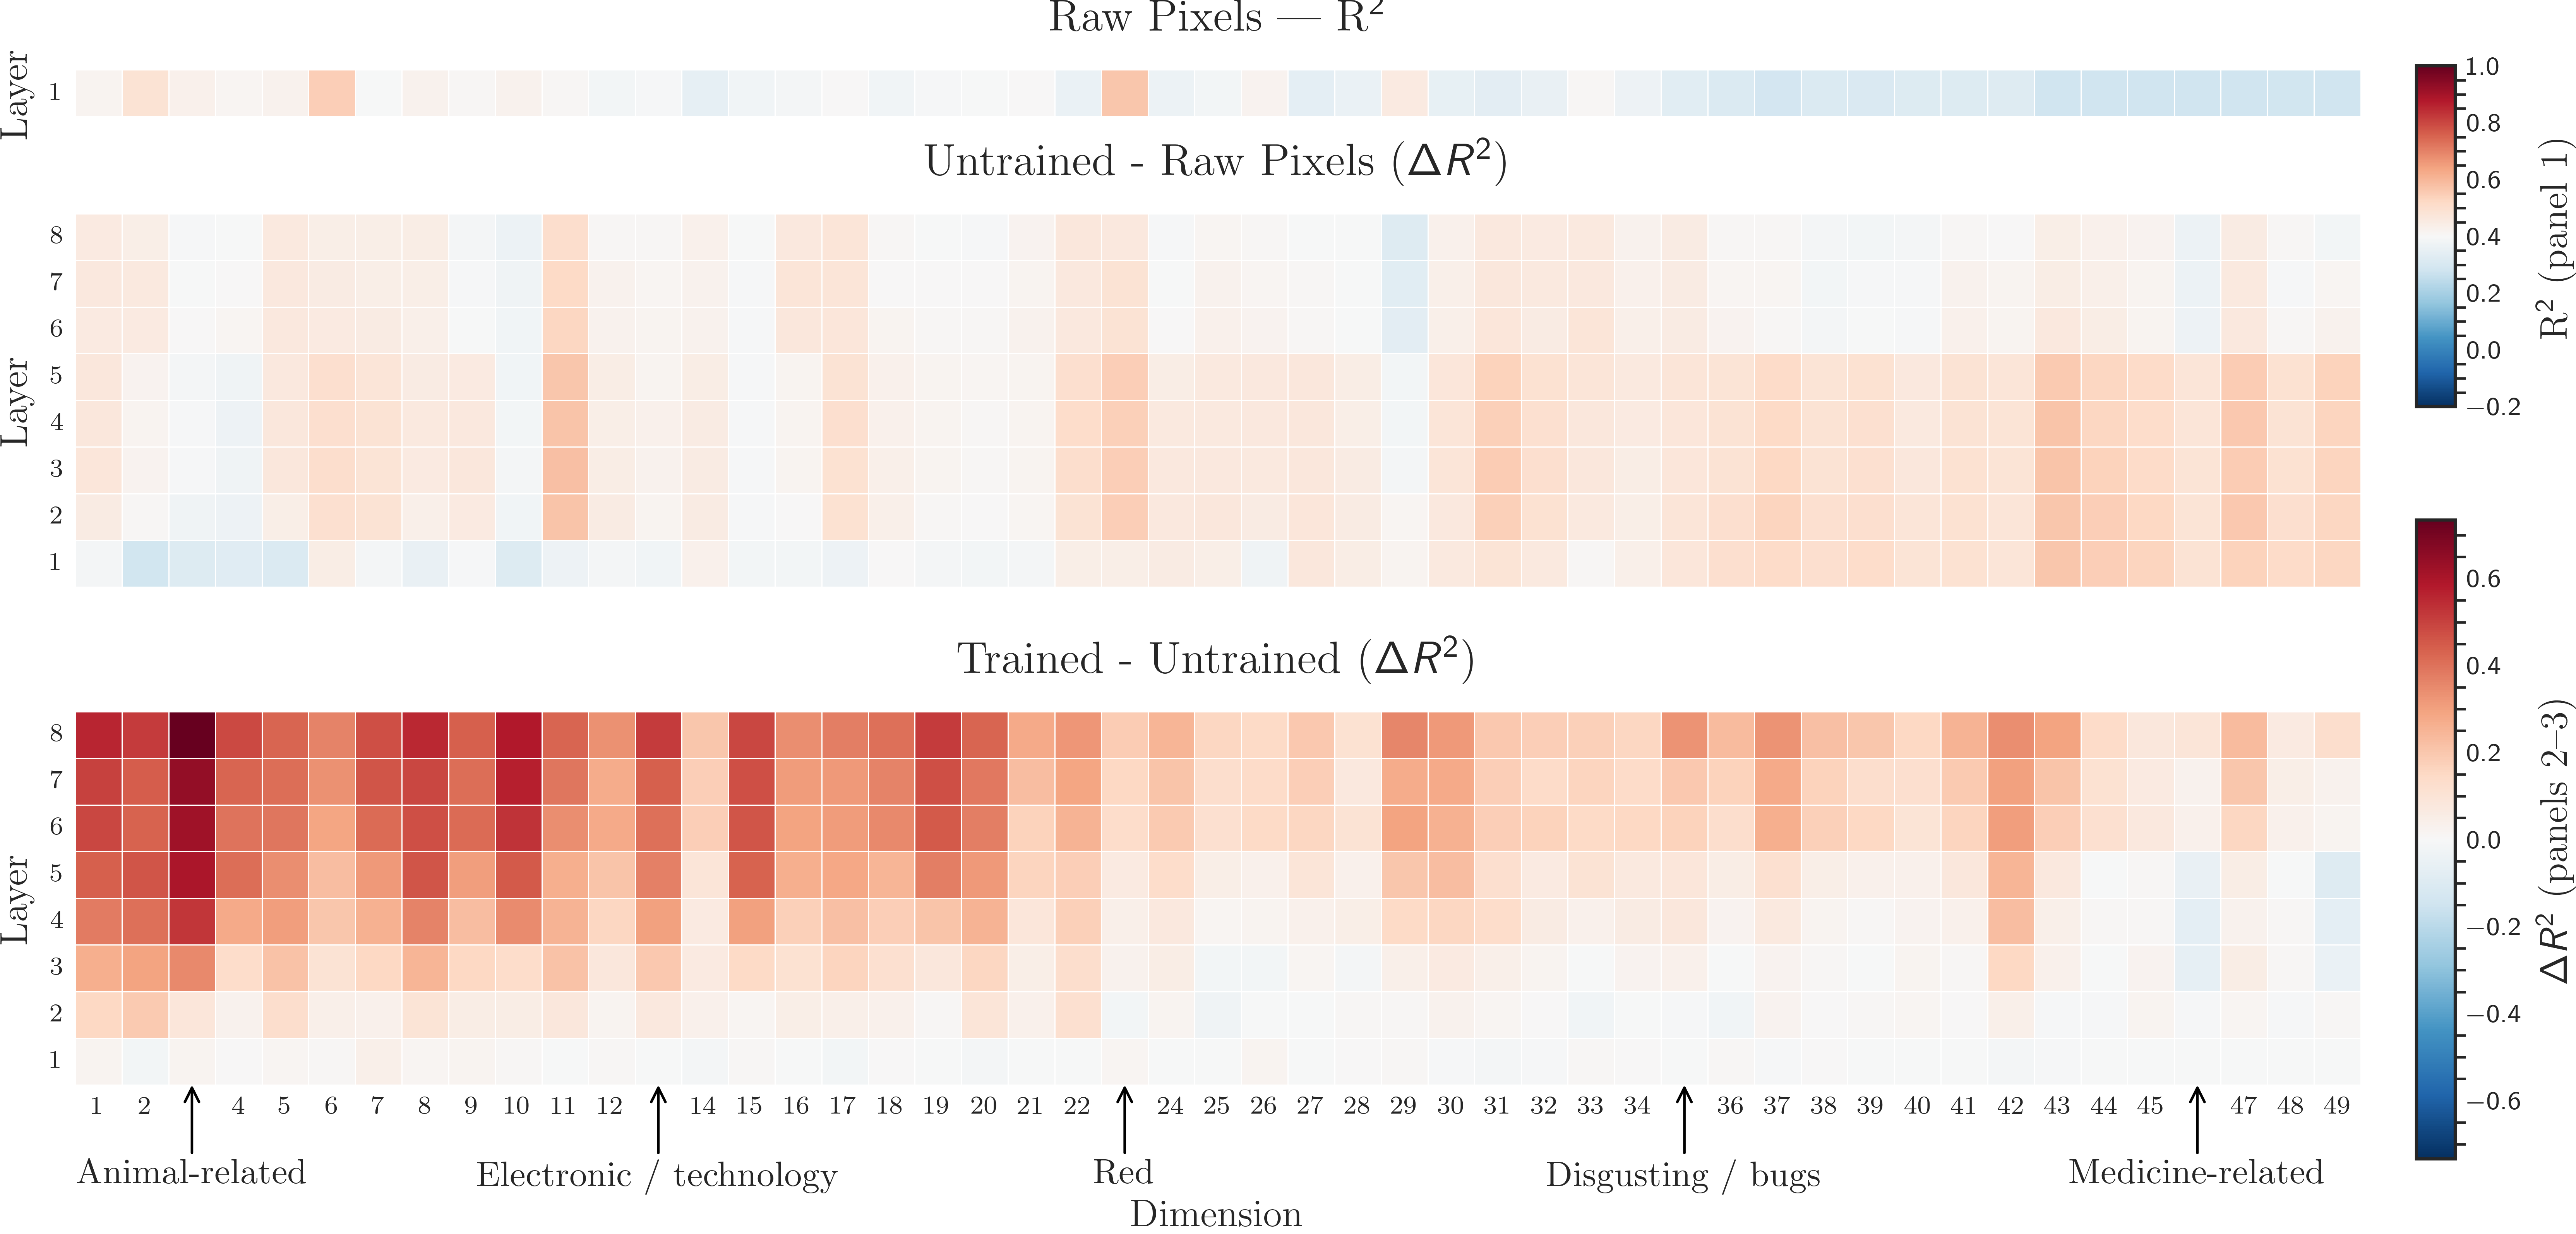 Raw Pixels — R²
Layer
1
Untrained - Raw Pixels (ΔR²)
Layer
8
7
6
5
4
3
2
1
Trained - Untrained (ΔR²)
Layer
8
7
6
5
4
3
2
1
1 2 4 5 6 7 8 9 10 11 12 14 15 16 17 18 19 20 21 22 24 25 26 27 28 29 30 31 32 33 34 36 37 38 39 40 41 42 43 44 45 47 48 49
Animal-related Electronic / technology Red Disgusting / bugs Medicine-related
Dimension
1.0
0.8
0.6
0.4
0.2
0.0
−0.2
R² (panel 1)
0.6
0.4
0.2
0.0
−0.2
−0.4
−0.6
ΔR² (panels 2–3)